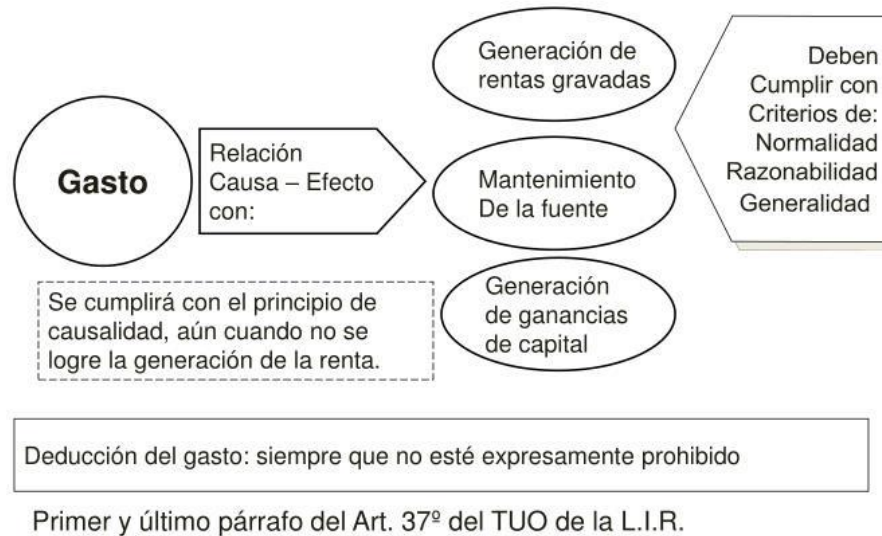 Gasto
Relación
Causa – Efecto
con:
Generación de
rentas gravadas
Mantenimiento
De la fuente
Generación
de ganancias
de capital
Deben
Cumplir con
Criterios de:
Normalidad
Razonabilidad
Generalidad
Se cumplirá con el principio de
causalidad, aún cuando no se
logre la generación de la renta.
Deducción del gasto: siempre que no esté expresamente prohibido
Primer y último párrafo del Art. 37º del TUO de la L.I.R.